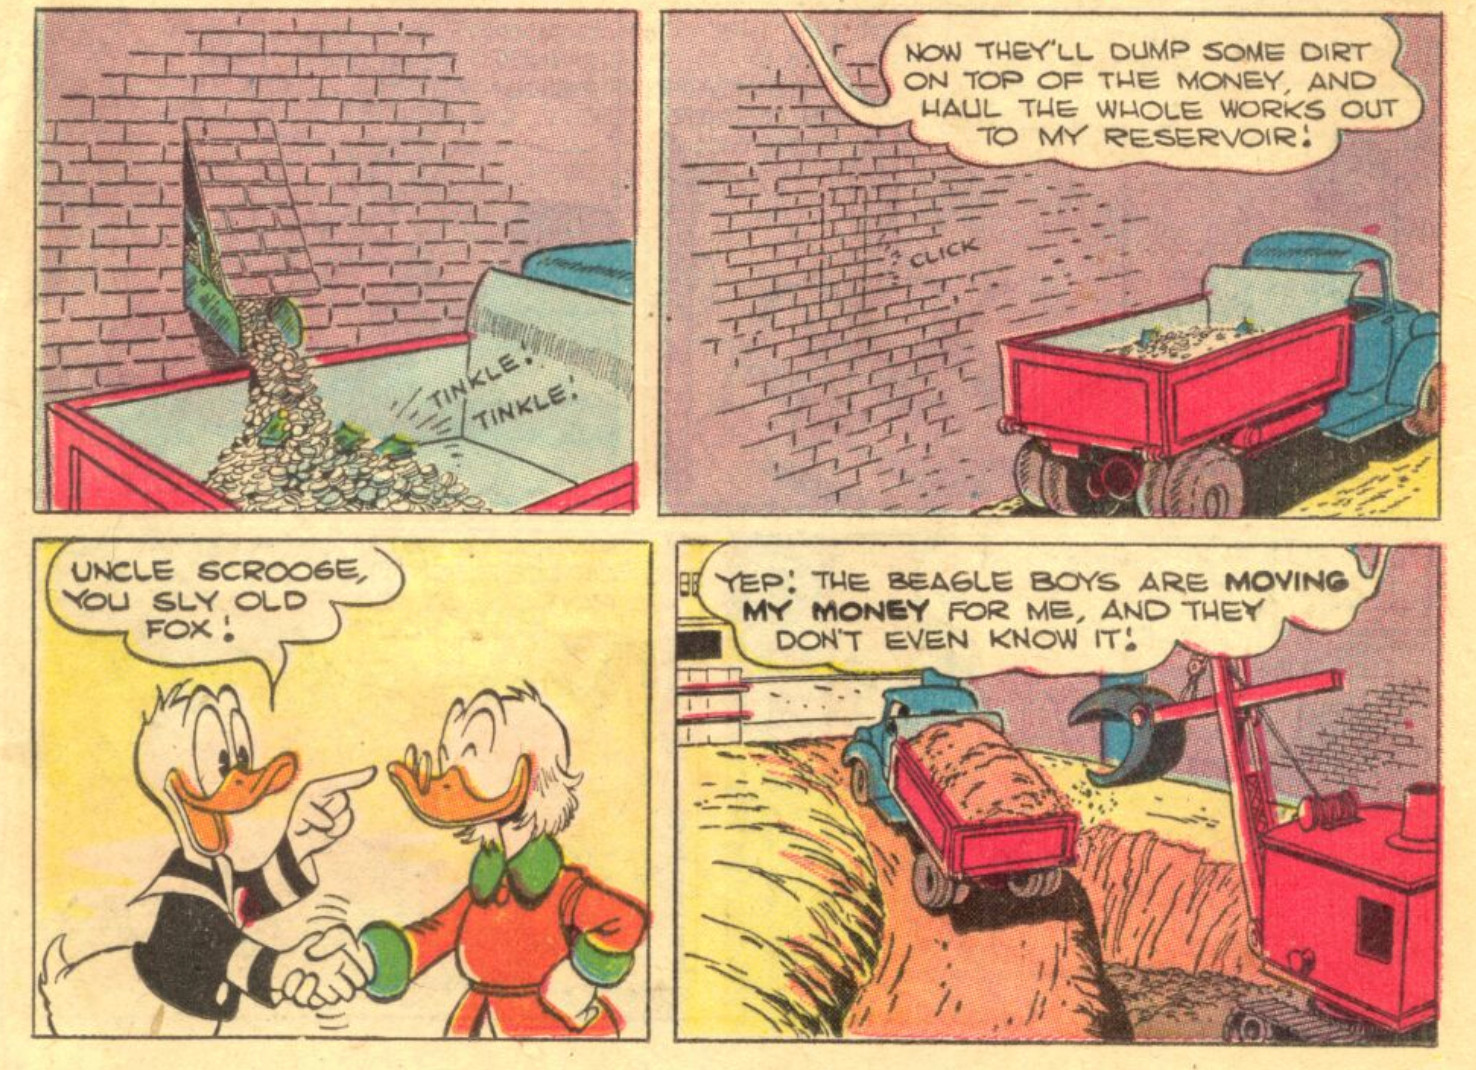 TINKLE!
TINKLE!
NOW THEY'LL DUMP SOME DIRT
ON TOP OF THE MONEY, AND
HAUL THE WHOLE WORKS OUT
TO MY RESERVOIR!
CLICK
UNCLE SCROOGE,
YOU SLY OLD
FOX!
YEP! THE BEAGLE BOYS ARE MOVING
MY MONEY FOR ME, AND THEY
DON'T EVEN KNOW IT!